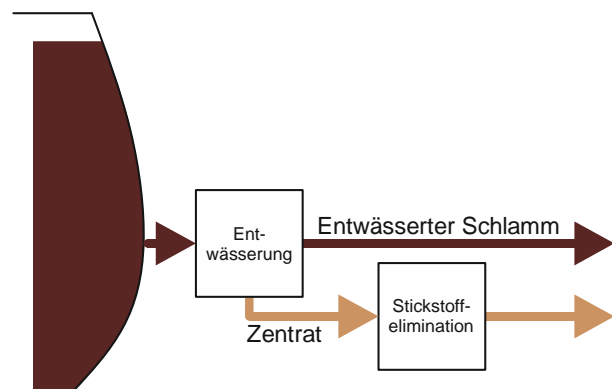 Ent-
wässerung
Entwässerter Schlamm
Zentrat
Stickstoff-
elimination